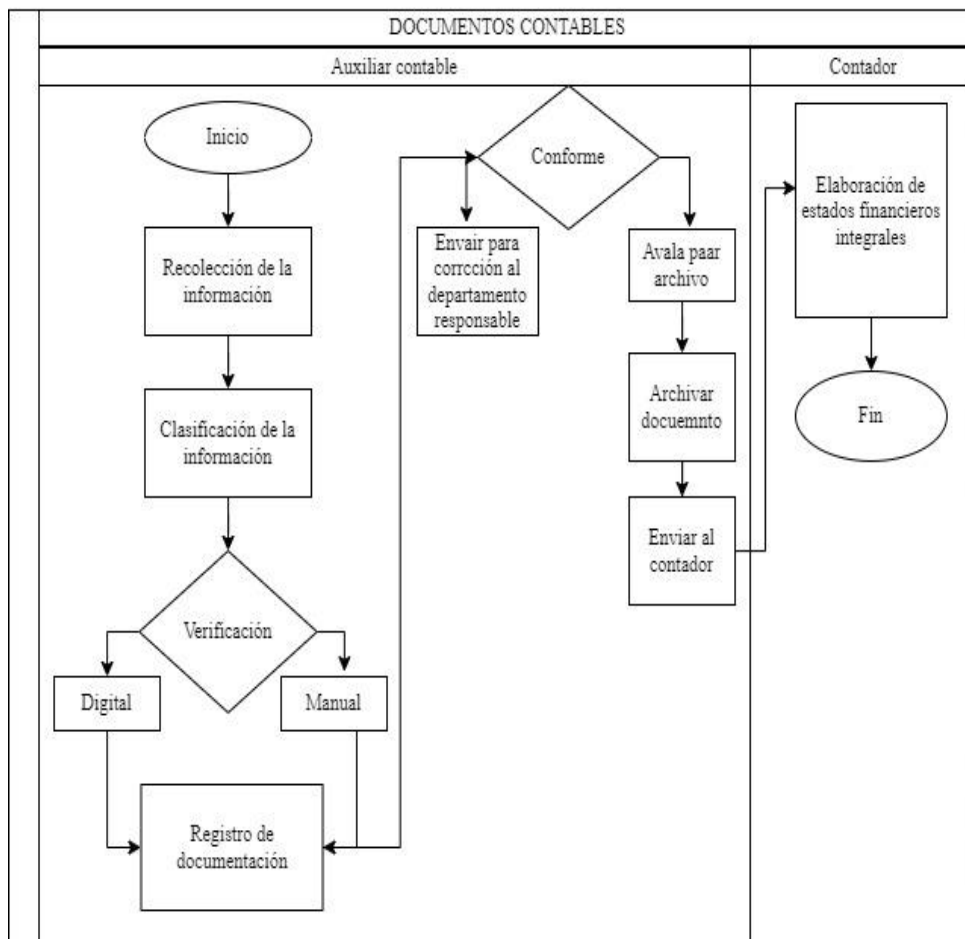 DOCUMENTOS CONTABLES
Auxiliar contable
Contador
Inicio
Recolección de la
información
Clasificación de la
información
Verificación
Digital
Manual
Registro de
documentación
Conforme
Envair para
corrcción al
departamento
responsable
Avala paar
archivo
Archivar
docuemnto
Enviar al
contador
Elaboración de
estados financieros
integrales
Fin